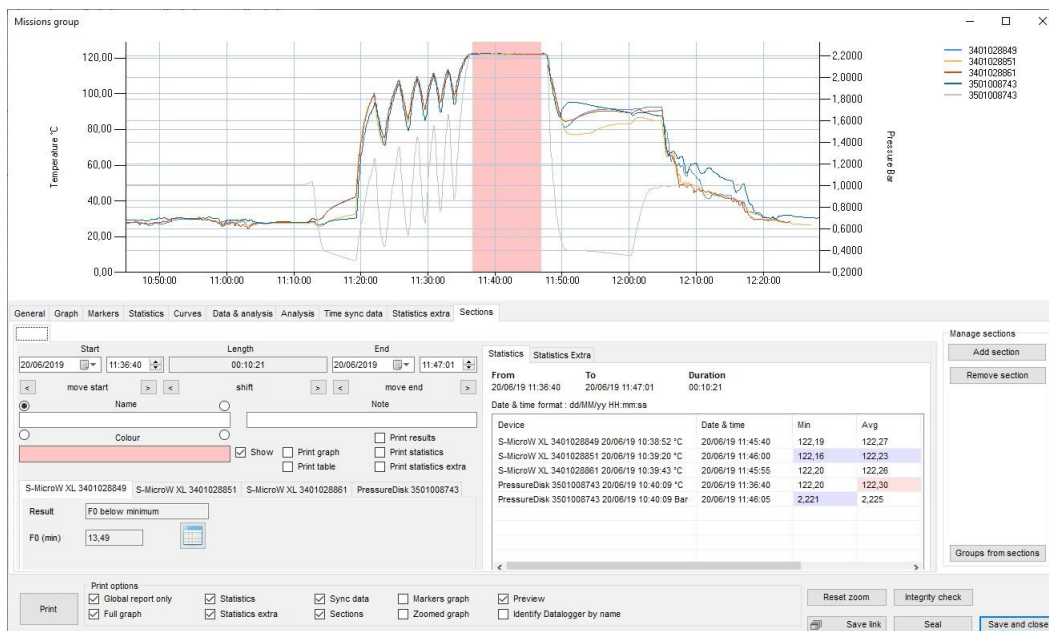 Missions group
120,00
100,00
80,00
60,00
40,00
20,00
0,00
Temperature °C
10:50:00 11:00:00 11:10:00 11:20:00 11:30:00 11:40:00 11:50:00 12:00:00 12:10:00 12:20:00
2,2000
2,0000
1,8000
1,6000
1,4000
1,2000
1,0000
0,8000
0,6000
0,4000
0,2000
Pressure Bar
3401028849
3401028851
3401028861
3501008743
3501008743
General Graph Markers Statistics Curves Data & analysis Analysis Time sync data Statistics extra Sections
Start Length End
20/06/2019 11:36:40 00:10:21 20/06/2019 11:47:01
< move start > < shift > < move end >
Name Note
Colour
Show Print graph Print table
Print results
Print statistics
Print statistics extra
S-MicroW XL 3401028849 S-MicroW XL 3401028851 S-MicroW XL 3401028861 PressureDisk 3501008743
Result F0 below minimum
F0 (min) 13,49
Statistics Statistics Extra
From To Duration
20/06/19 11:36:40 20/06/19 11:47:01 00:10:21
Date & time format : dd/MM/yy HH:mm:ss
Device Date & time Min Avg
S-MicroW XL 3401028849 20/06/19 10:38:52 °C 20/06/19 11:45:40 122,19 122,27
S-MicroW XL 3401028851 20/06/19 10:39:20 °C 20/06/19 11:46:00 122,16 122,23
S-MicroW XL 3401028861 20/06/19 10:39:43 °C 20/06/19 11:45:55 122,20 122,26
PressureDisk 3501008743 20/06/19 10:40:09 °C 20/06/19 11:36:40 122,20 122,30
PressureDisk 3501008743 20/06/19 10:40:09 Bar 20/06/19 11:46:05 2,221 2,225
Manage sections
Add section
Remove section
Groups from sections
Print
Print options
Global report only Statistics Sync data Markers graph Preview
Full graph Statistics extra Sections Zoomed graph Identify Datalogger by name
Reset zoom Integrity check
Save link Seal Save and close